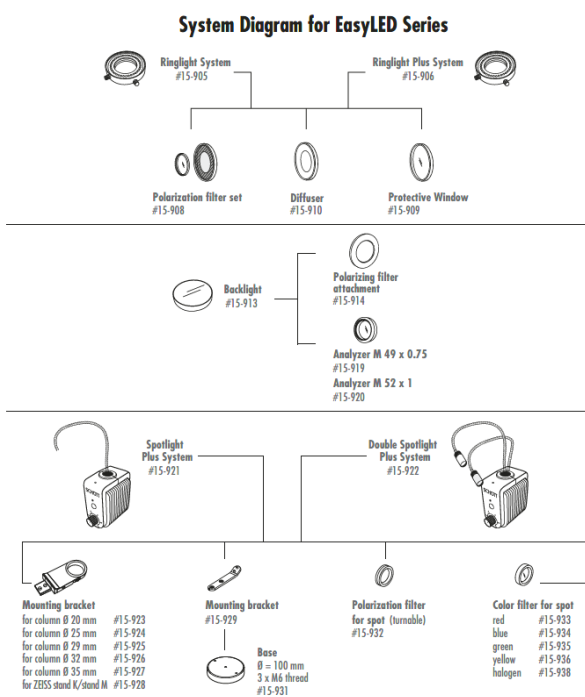 System Diagram for EasyLED Series
Ringlight System
#15-905
Ringlight Plus System
#15-906
Polarization filter set
#15-908
Diffuser
#15-910
Protective Window
#15-909
Backlight
#15-913
Polarizing filter
attachment
#15-914
Analyzer M 49 x 0.75
#15-919
Analyzer M 52 x 1
#15-920
Spotlight
Plus System
#15-921
Double Spotlight
Plus System
#15-922
SCHOTT
SCHOTT
Mounting bracket
for column Ø 20 mm #15-923
for column Ø 25 mm #15-924
for column Ø 29 mm #15-925
for column Ø 32 mm #15-926
for column Ø 35 mm #15-927
for ZEISS stand K/stand M #15-928
Mounting bracket
#15-929
Base
Ø = 100 mm
3 x M6 thread
#15-931
Polarization filter
for spot (turnable)
#15-932
Color filter for spot
red #15-933
blue #15-934
green #15-935
yellow #15-936
halogen #15-938